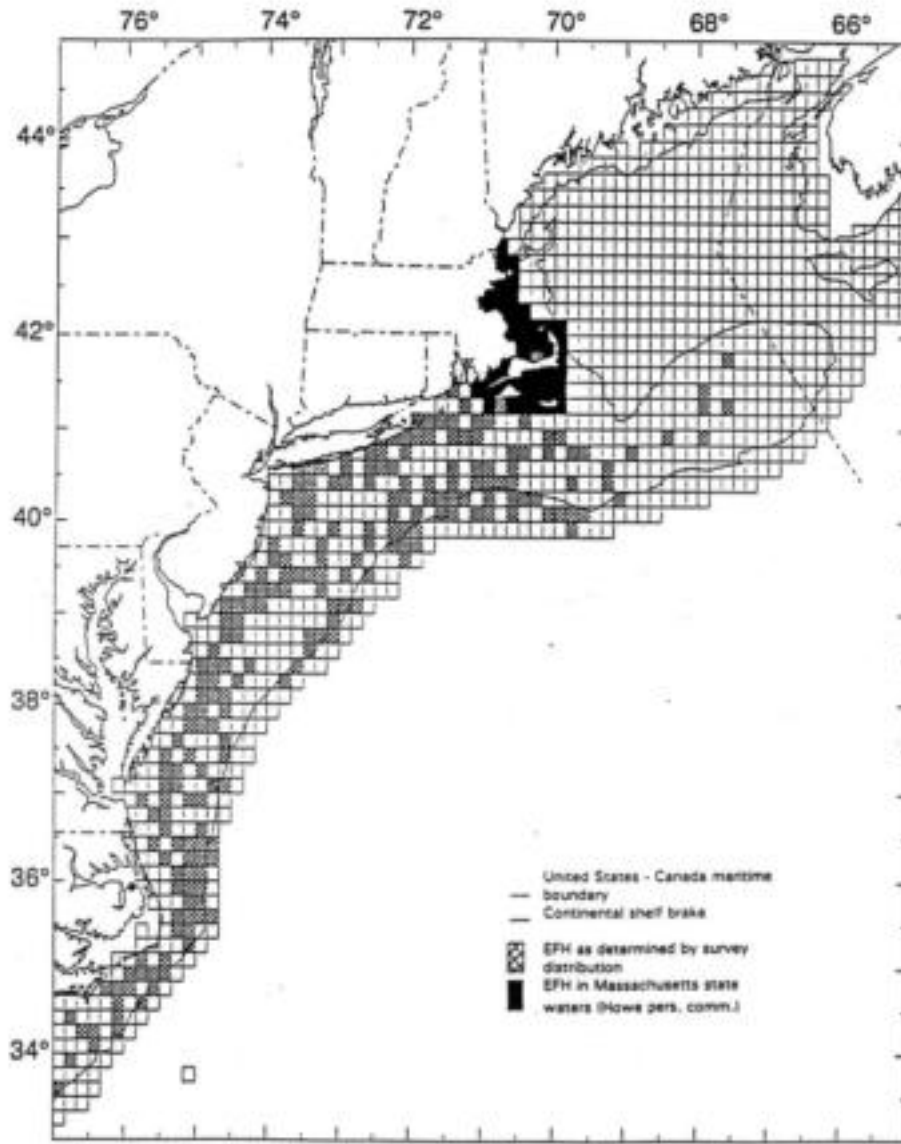 76° 74° 72° 70° 68° 66°
44°
42°
40°
38°
36°
34°
United States - Canada maritime
boundary
Continental shelf brake
EFH as determined by survey
distribution
EFH in Massachusetts state
waters (Howe pers. comm.)